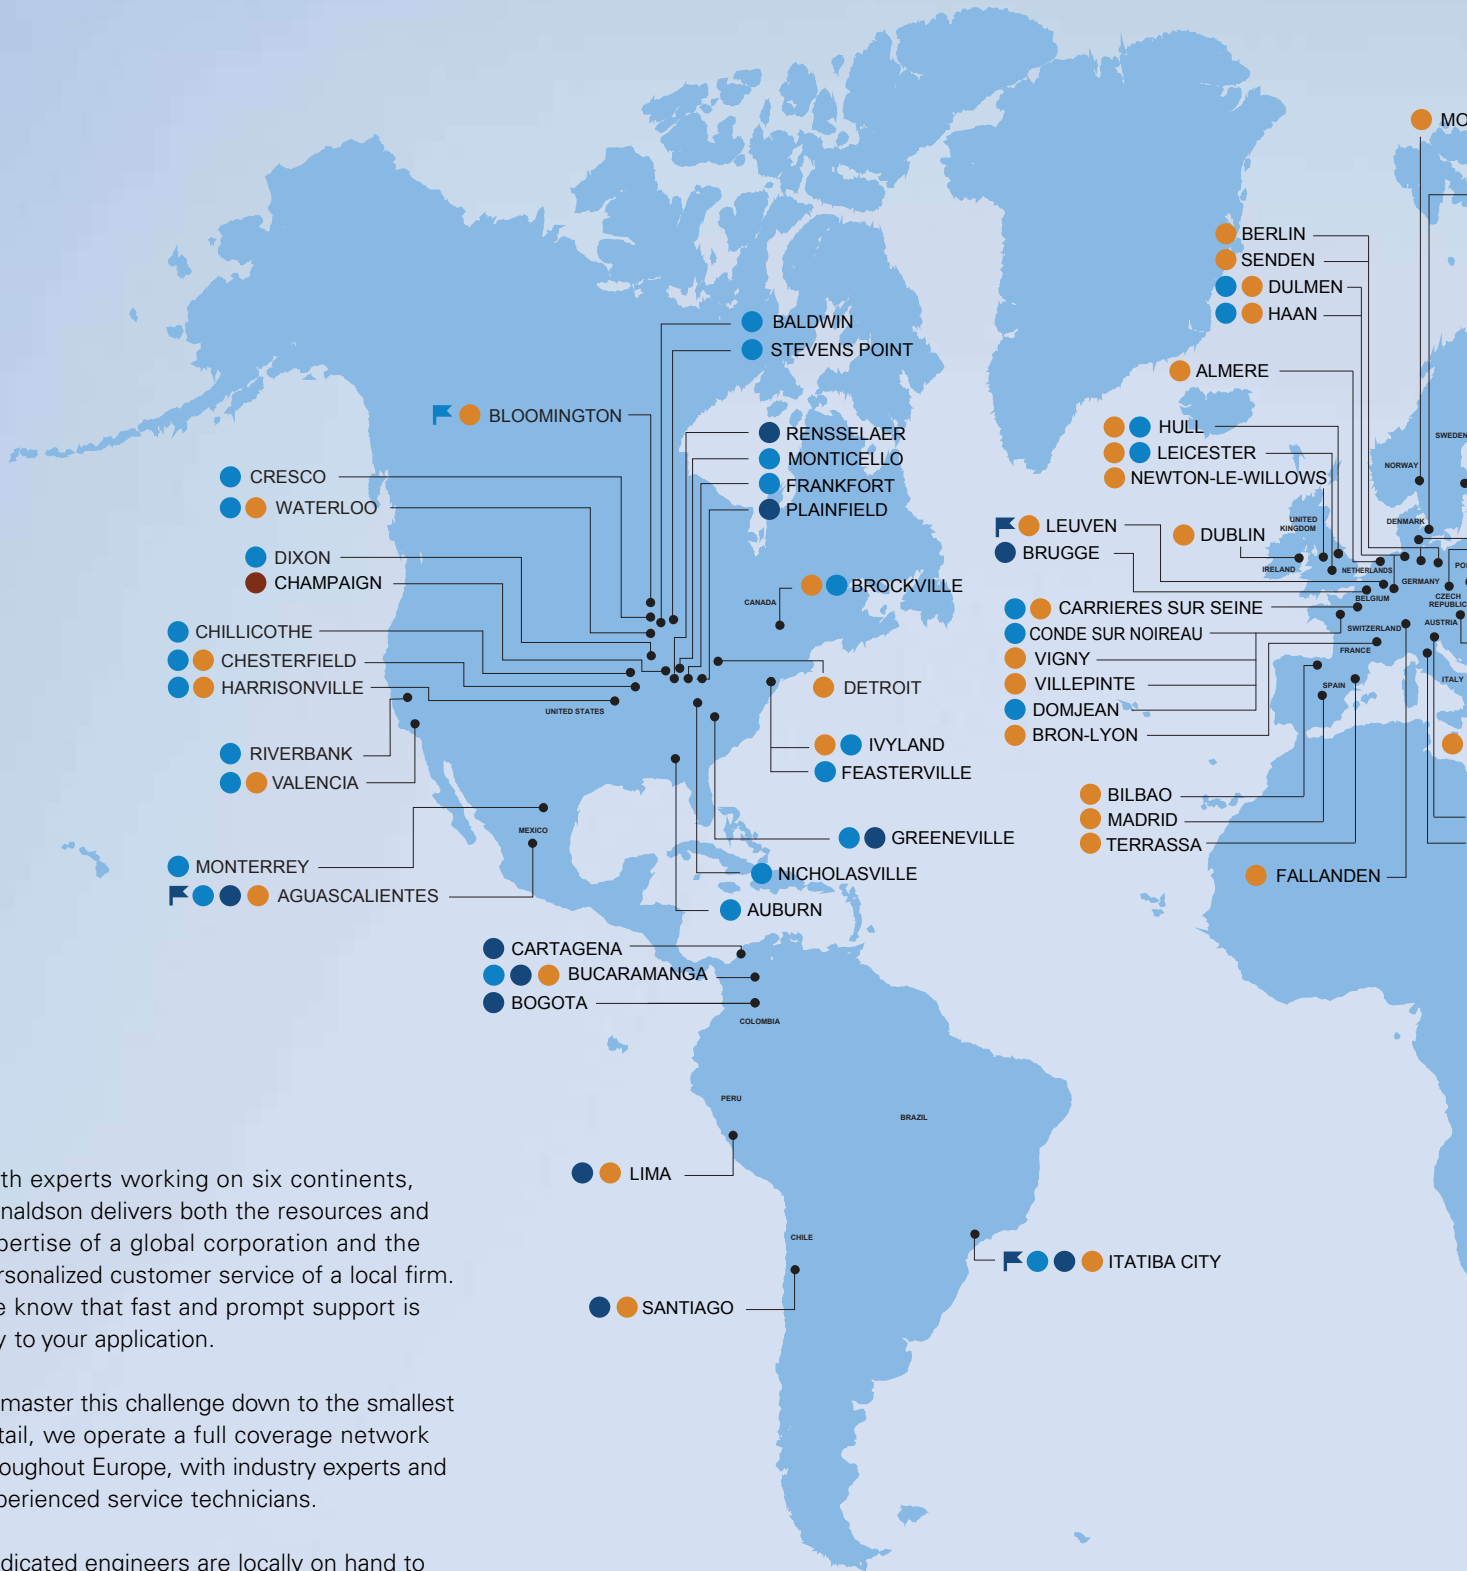 MO
BERLIN
SENDEN
DULMEN
HAAN
BALDWIN
STEVENS POINT
ALMERE
BLOOMINGTON
HULL
LEICESTER
NEWTON-LE-WILLOWS
RENSSELAER
MONTICELLO
FRANKFORT
PLAINFIELD
SWEDEN
NORWAY
CRESCO
WATERLOO
LEUVEN
BRUGGE
DUBLIN
UNITED
KINGDOM
DENMARK
IRELAND
NETHERLANDS
GERMANY
PO
BELGIUM
CZECH
REPUBLIC
DIXON
CHAMPAIGN
BROCKVILLE
CANADA
CARRIERES SUR SEINE
CONDE SUR NOIREAU
VIGNY
VILLEPINTE
DOMJEAN
BRON-LYON
AUSTRIA
SWITZERLAND
FRANCE
ITALY
SPAIN
CHILLICOTHE
CHESTERFIELD
HARRISONVILLE
DETROIT
UNITED STATES
RIVERBANK
VALENCIA
IVYLAND
FEASTERVILLE
BILBAO
MADRID
TERRASSA
MEXICO
GREENEVILLE
MONTERREY
AGUASCALIENTES
NICHOLASVILLE
FALLANDEN
AUBURN
CARTAGENA
BUCARAMANGA
BOGOTA
COLOMBIA
PERU
BRAZIL
LIMA
CHILE
ITATIBA CITY
SANTIAGO
th experts working on six continents,
naldson delivers both the resources and
pertise of a global corporation and the
rsonalized customer service of a local firm.
e know that fast and prompt support is
y to your application.
master this challenge down to the smallest
tail, we operate a full coverage network
oughout Europe, with industry experts and
perienced service technicians.
dicated engineers are locally on hand to